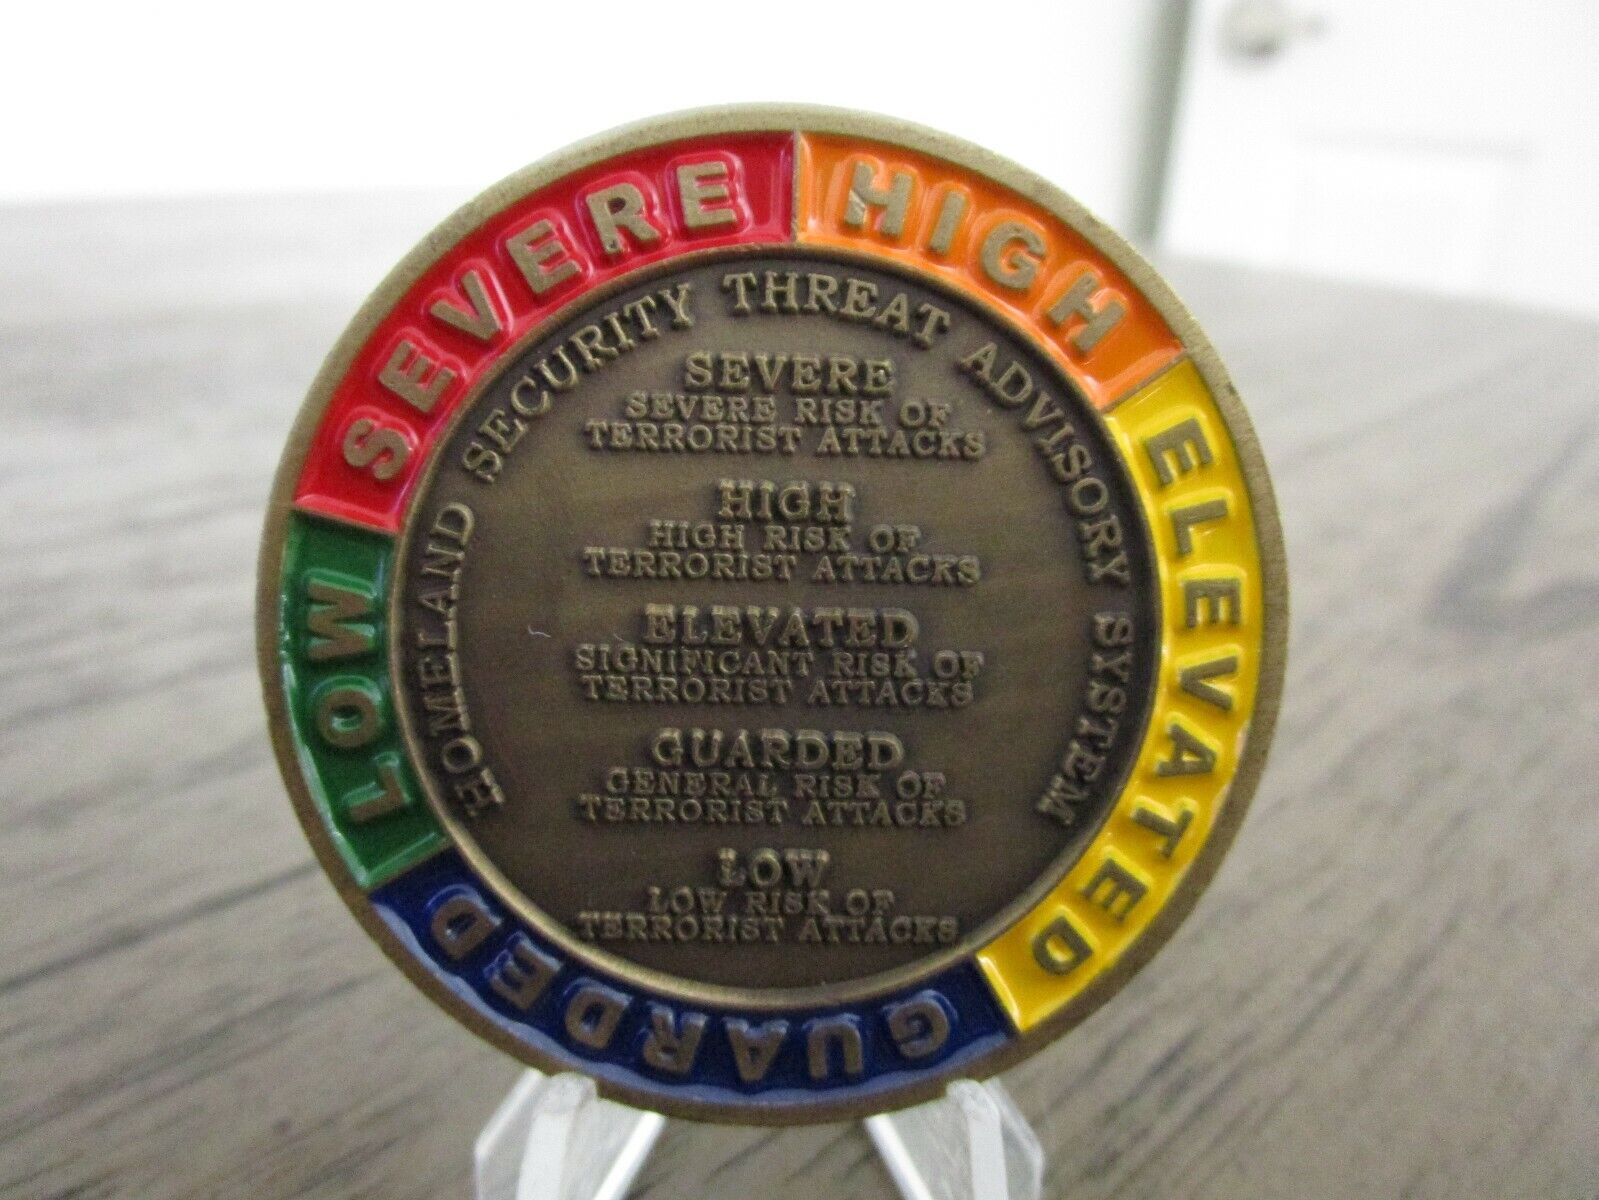 SEVERE
HIGH
ELEVATED
GUARDED
LOW
HOMELAND SECURITY THREAT ADVISORY SYSTEM
SEVERE
SEVERE RISK OF
TERRORIST ATTACKS
HIGH
HIGH RISK OF
TERRORIST ATTACKS
ELEVATED
SIGNIFICANT RISK OF
TERRORIST ATTACKS
GUARDED
GENERAL RISK OF
TERRORIST ATTACKS
LOW
LOW RISK OF
TERRORIST ATTACKS